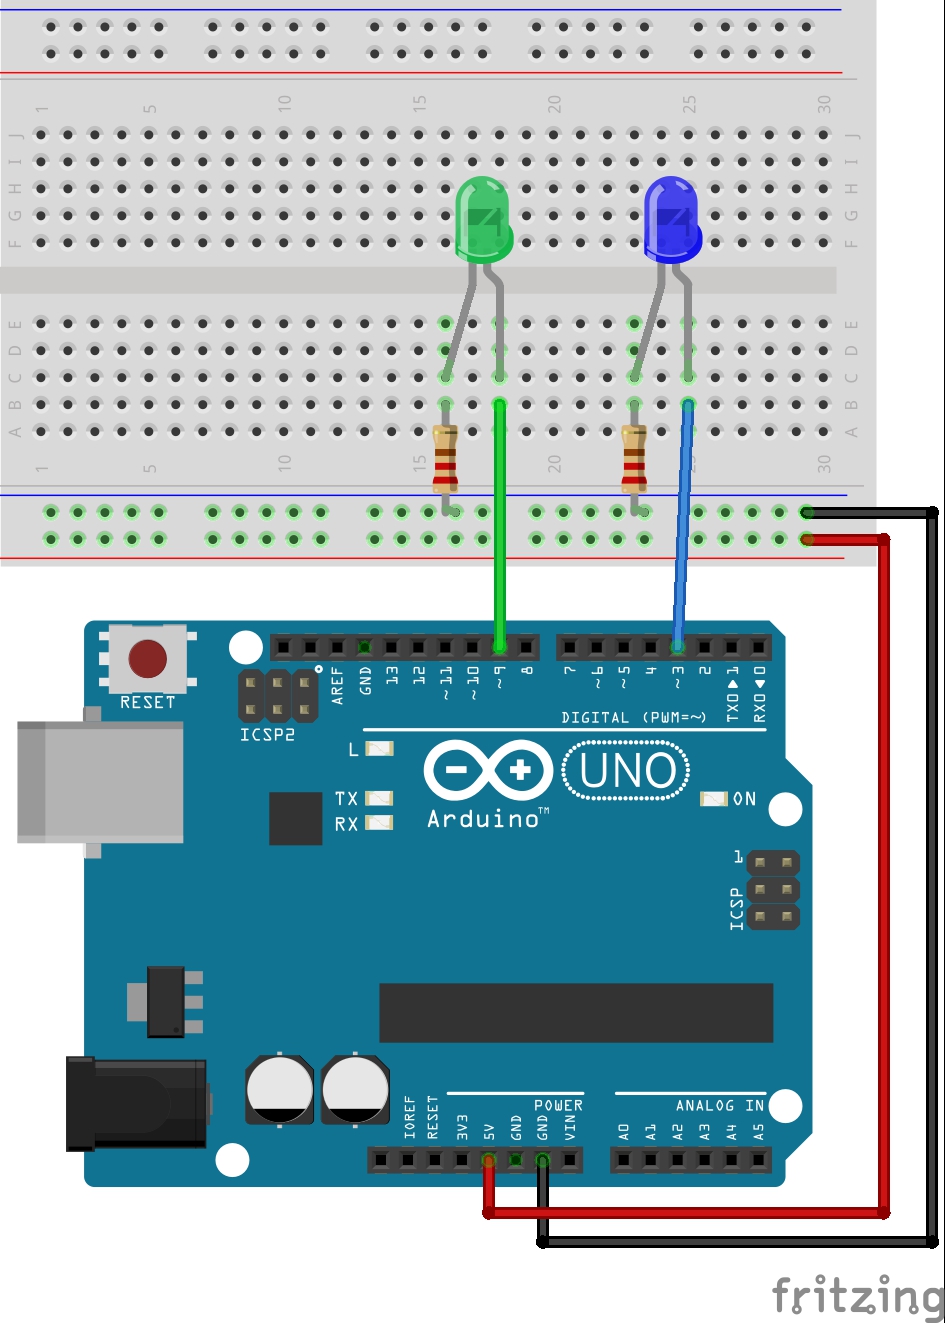 1 5 10 15 20 25 30
J J
I I
H H
G G
F F
E E
D D
C C
B B
A A
1 5 10 15 20 25 30
RESET
AREF GND 13 12 ~11 ~10 ~9 8 7 ~6 ~5 4 ~3 2 TX0▶1 RX0◀0
ICSP2
DIGITAL (PWM=~)
L
TX
RX
UNO
ON
Arduino™
1
ICSP
POWER
ANALOG IN
IOREF RESET 3V3 5V GND GND VIN A0 A1 A2 A3 A4 A5
fritzing